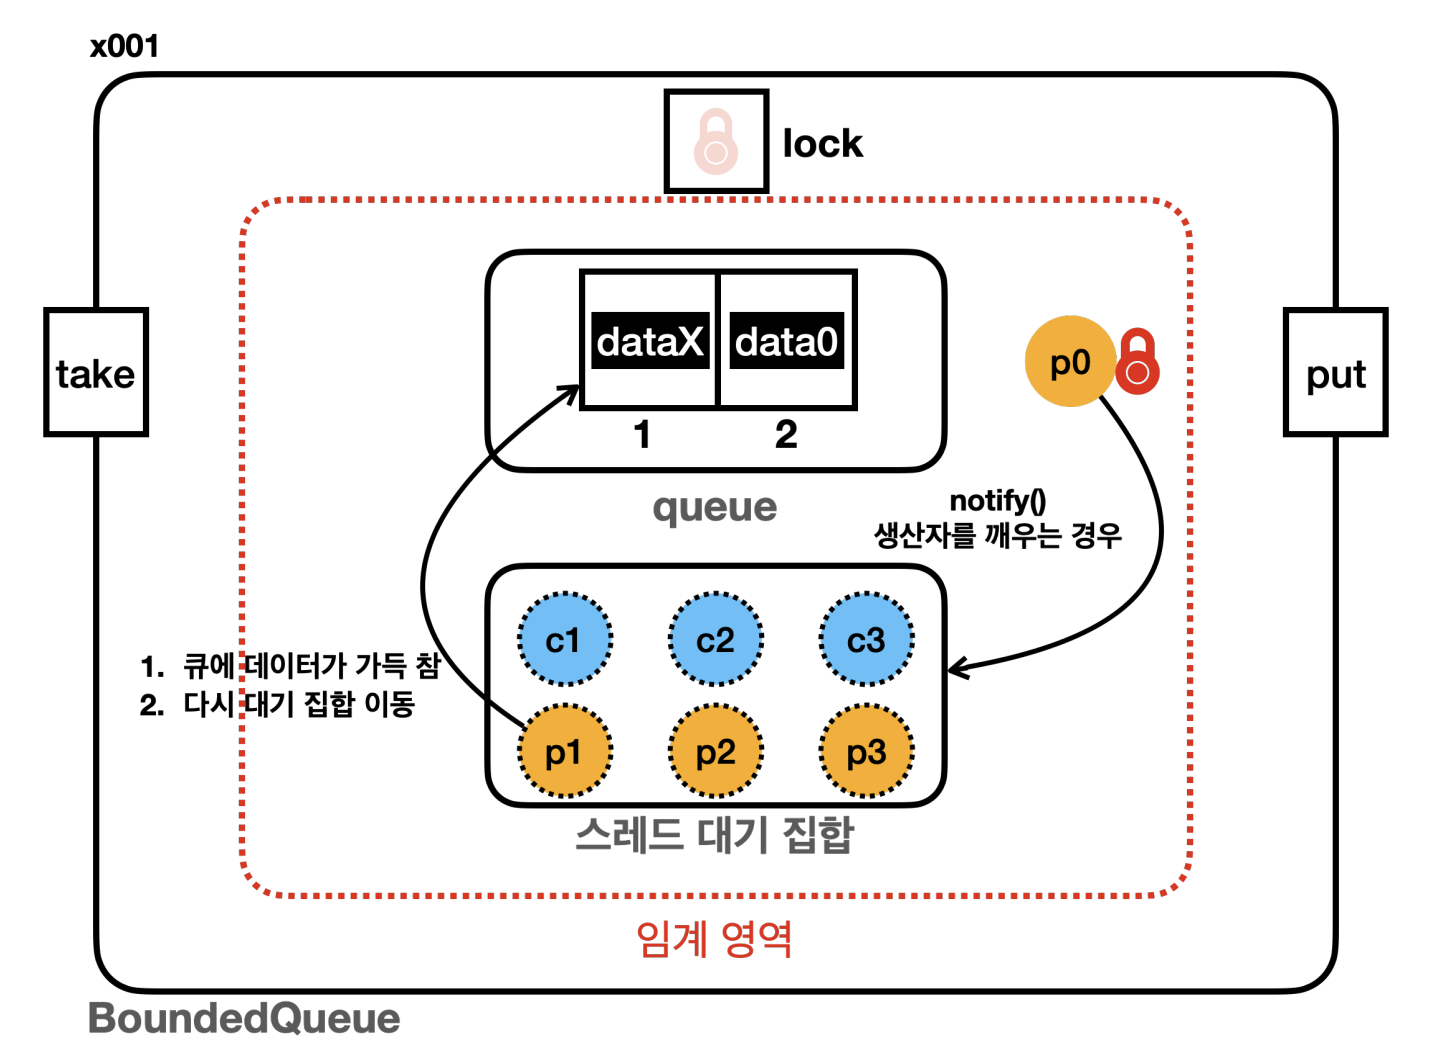 x001
lock
take
dataX
data0
1
2
queue
p0
put
notify()
생산자를 깨우는 경우
c1
c2
c3
1. 큐에 데이터가 가득 참
2. 다시 대기 집합 이동
p1
p2
p3
스레드 대기 집합
임계 영역
BoundedQueue